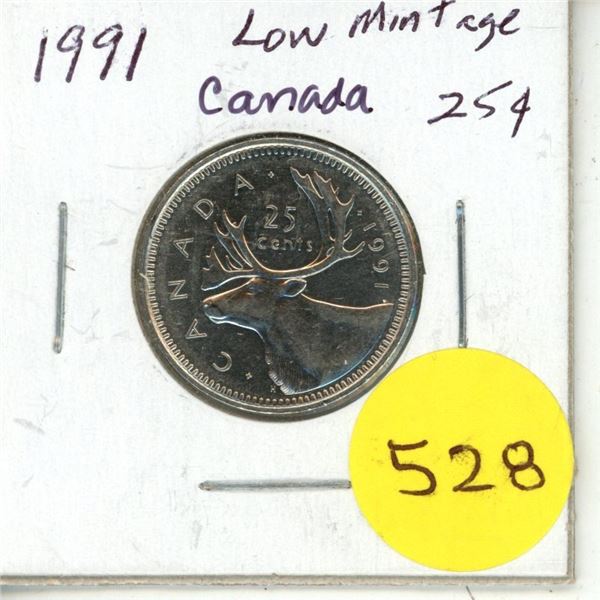 1991 Low Mintage
Canada 25¢
CANADA
25
Cents
1991
H
528